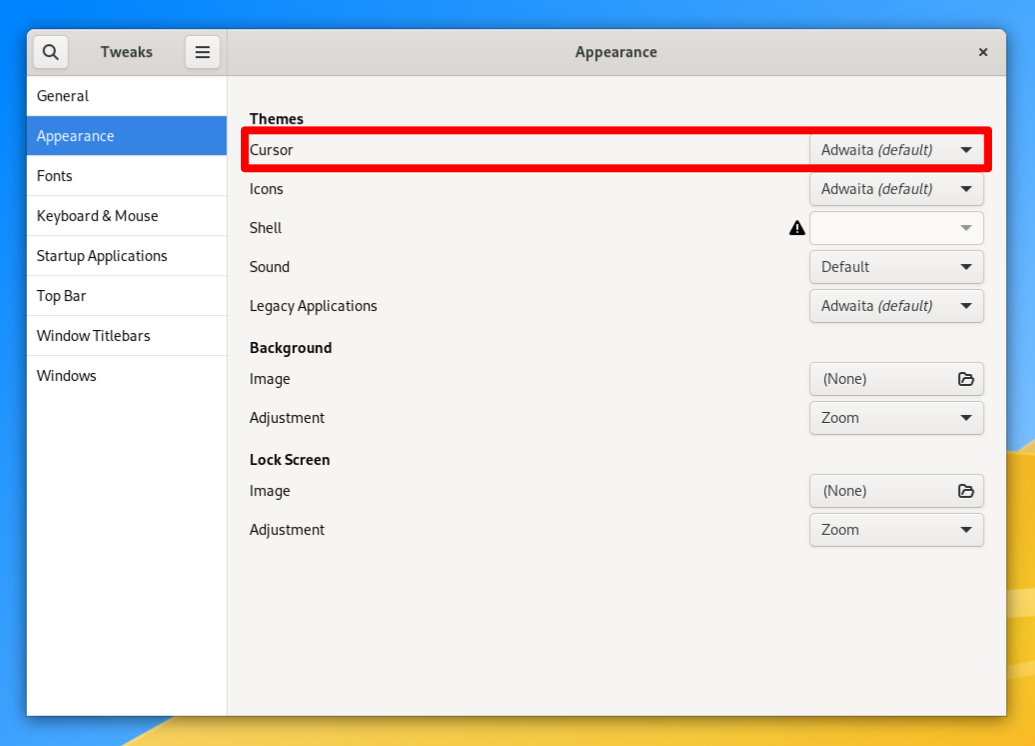 Tweaks
Appearance
General
Appearance
Fonts
Keyboard & Mouse
Startup Applications
Top Bar
Window Titlebars
Windows
Themes
Cursor Adwaita (default)
Icons Adwaita (default)
Shell
Sound Default
Legacy Applications Adwaita (default)
Background
Image (None)
Adjustment Zoom
Lock Screen
Image (None)
Adjustment Zoom